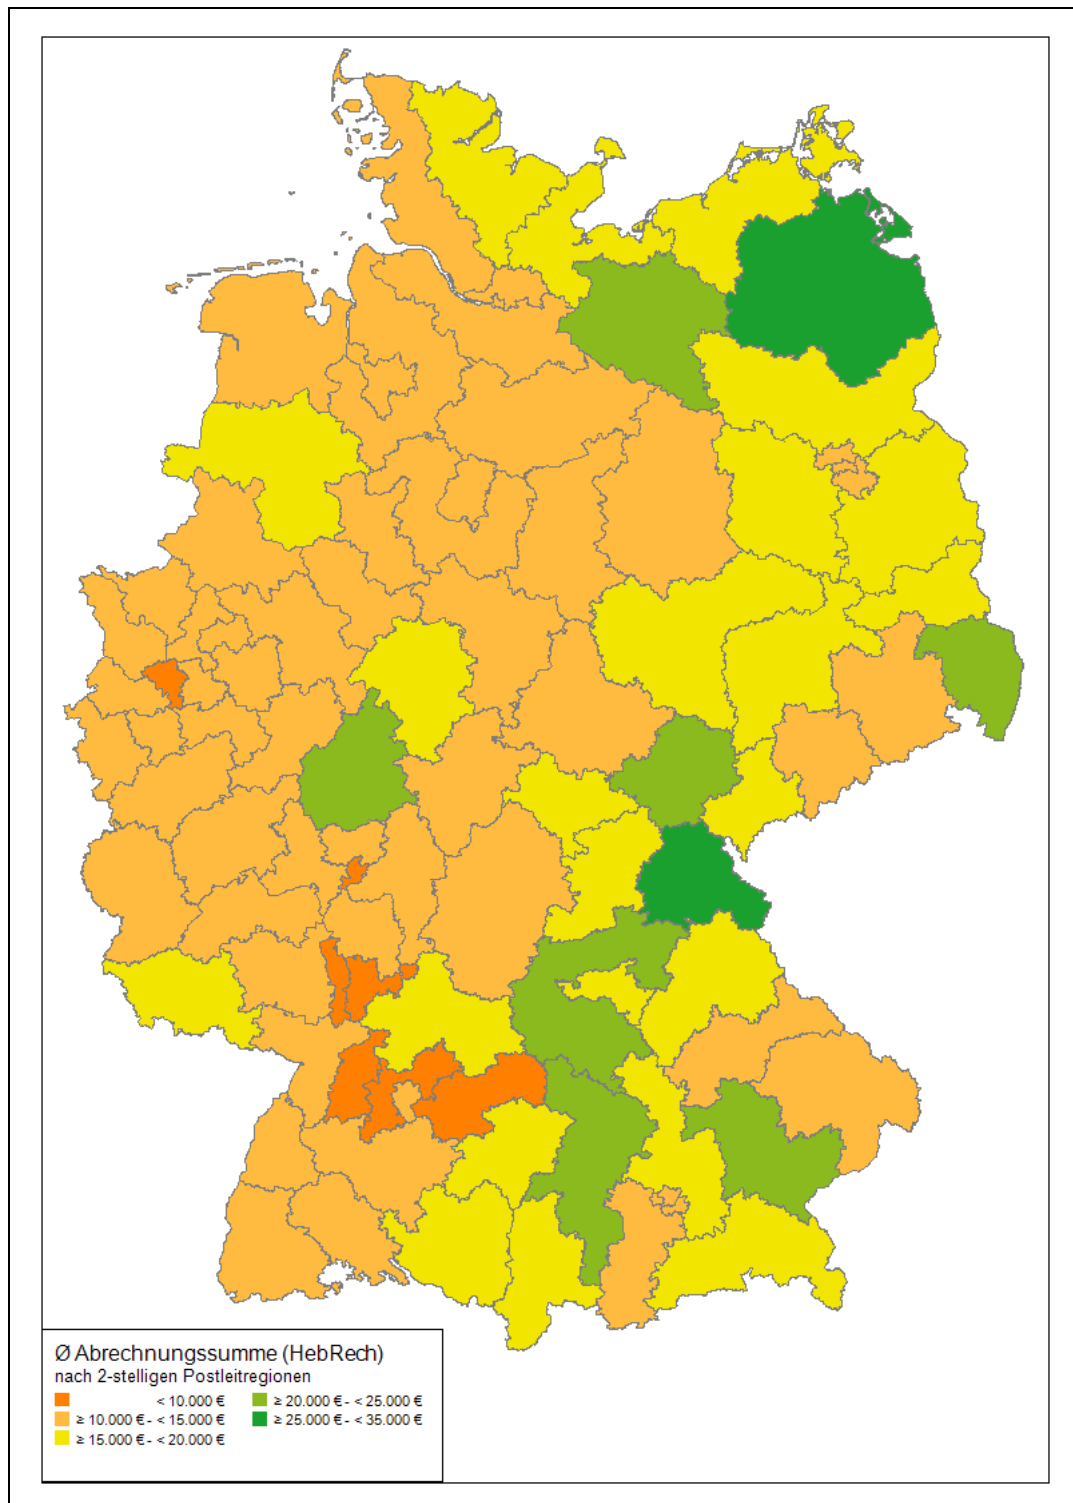 Ø Abrechnungssumme (HebRech)
nach 2-stelligen Postleitregionen
< 10.000 € ≥ 20.000 € - < 25.000 €
≥ 10.000 € - < 15.000 € ≥ 25.000 € - < 35.000 €
≥ 15.000 € - < 20.000 €